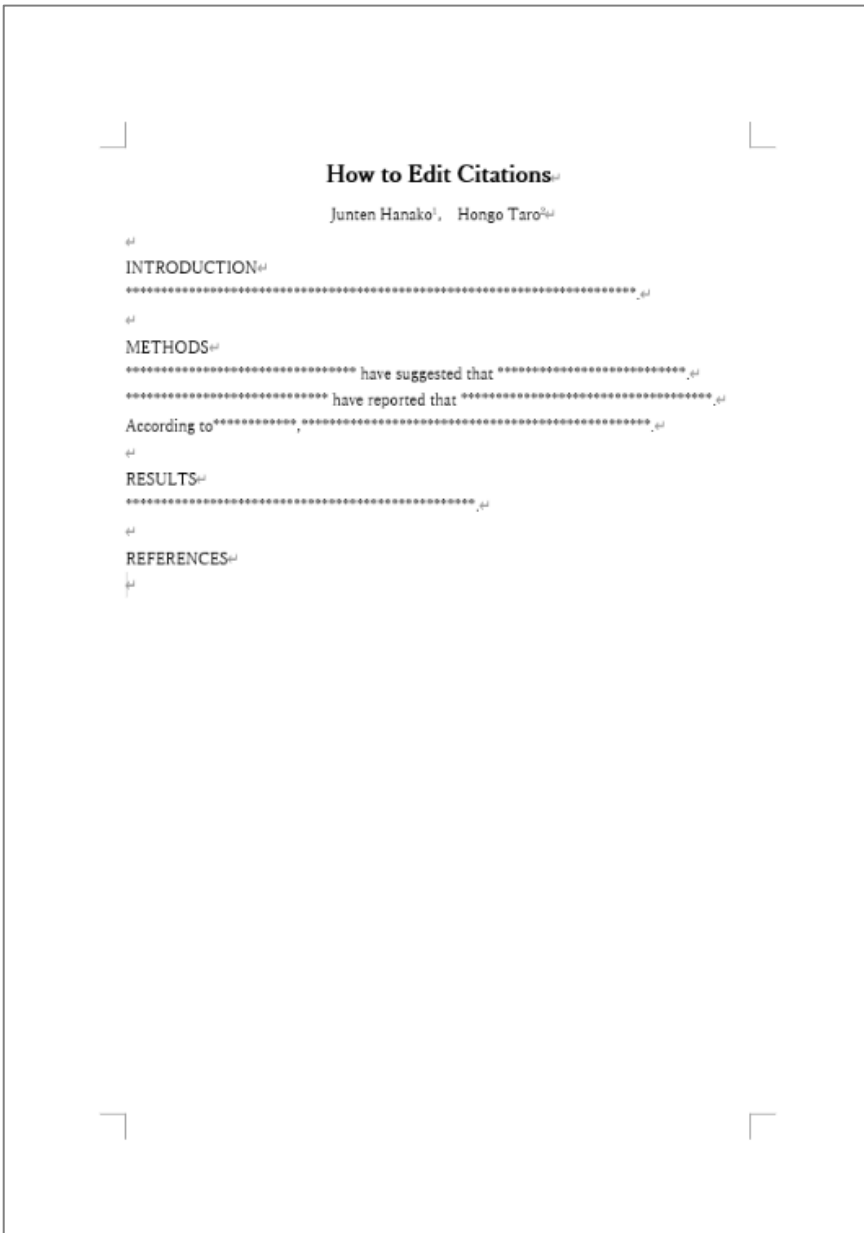 How to Edit Citations
Junten Hanako¹, Hongo Taro²
INTRODUCTION
*************************************************************************.
METHODS
********************************* have suggested that ***************************.
***************************** have reported that ************************************.
According to************,**************************************************.
RESULTS
**************************************************.
REFERENCES